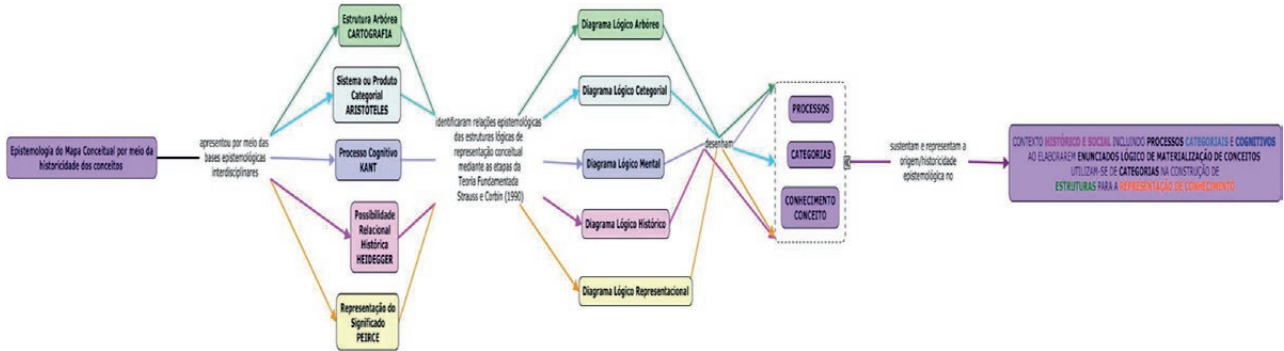 Epistemologia do Mapa Conceitual por meio da
historicidade dos conceitos
apresentou por meio das
bases epistemológicas
interdisciplinares
Estrutura Arbórea
CARTOGRAFIA
Sistema ou Produto
Categorial
ARISTÓTELES
Processo Cognitivo
KANT
Possibilidade
Relacional
Histórica
HEIDEGGER
Representação do
Significado
PEIRCE
identificaram relações epistemológicas
das estruturas lógicas de
representação conceitual
mediante as etapas da
Teoria Fundamentada
Strauss e Corbin (1990)
Diagrama Lógico Arbóreo
Diagrama Lógico Cetegorial
Diagrama Lógico Mental
Diagrama Lógico Histórico
Diagrama Lógico Representacional
desenham
PROCESSOS
CATEGORIAS
CONHECIMENTO
CONCEITO
sustentam e representam a
origem/historicidade
epistemológica no
CONTEXTO HISTÓRICO E SOCIAL INCLUINDO PROCESSOS CATEGORIAIS E COGNITIVOS
AO ELABORAREM ENUNCIADOS LÓGICO DE MATERIALIZAÇÃO DE CONCEITOS
UTILIZAM-SE DE CATEGORIAS NA CONSTRUÇÃO DE
ESTRUTURAS PARA A REPRESENTAÇÃO DE CONHECIMENTO